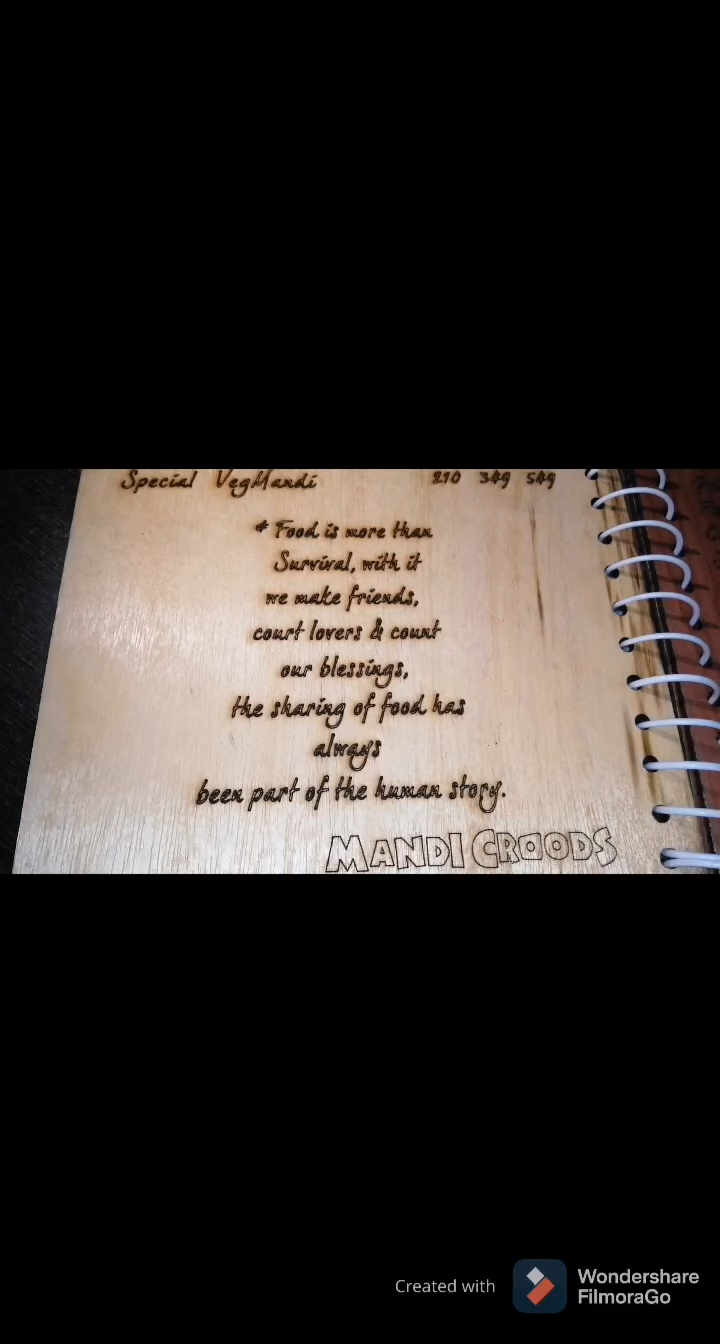 Special VegMandi 210 349 549
* Food is more than
Survival, with it
we make friends,
court lovers & count
our blessings,
the sharing of food has
always
been part of the human story.
MANDI CROODS
Created with Wondershare FilmoraGo